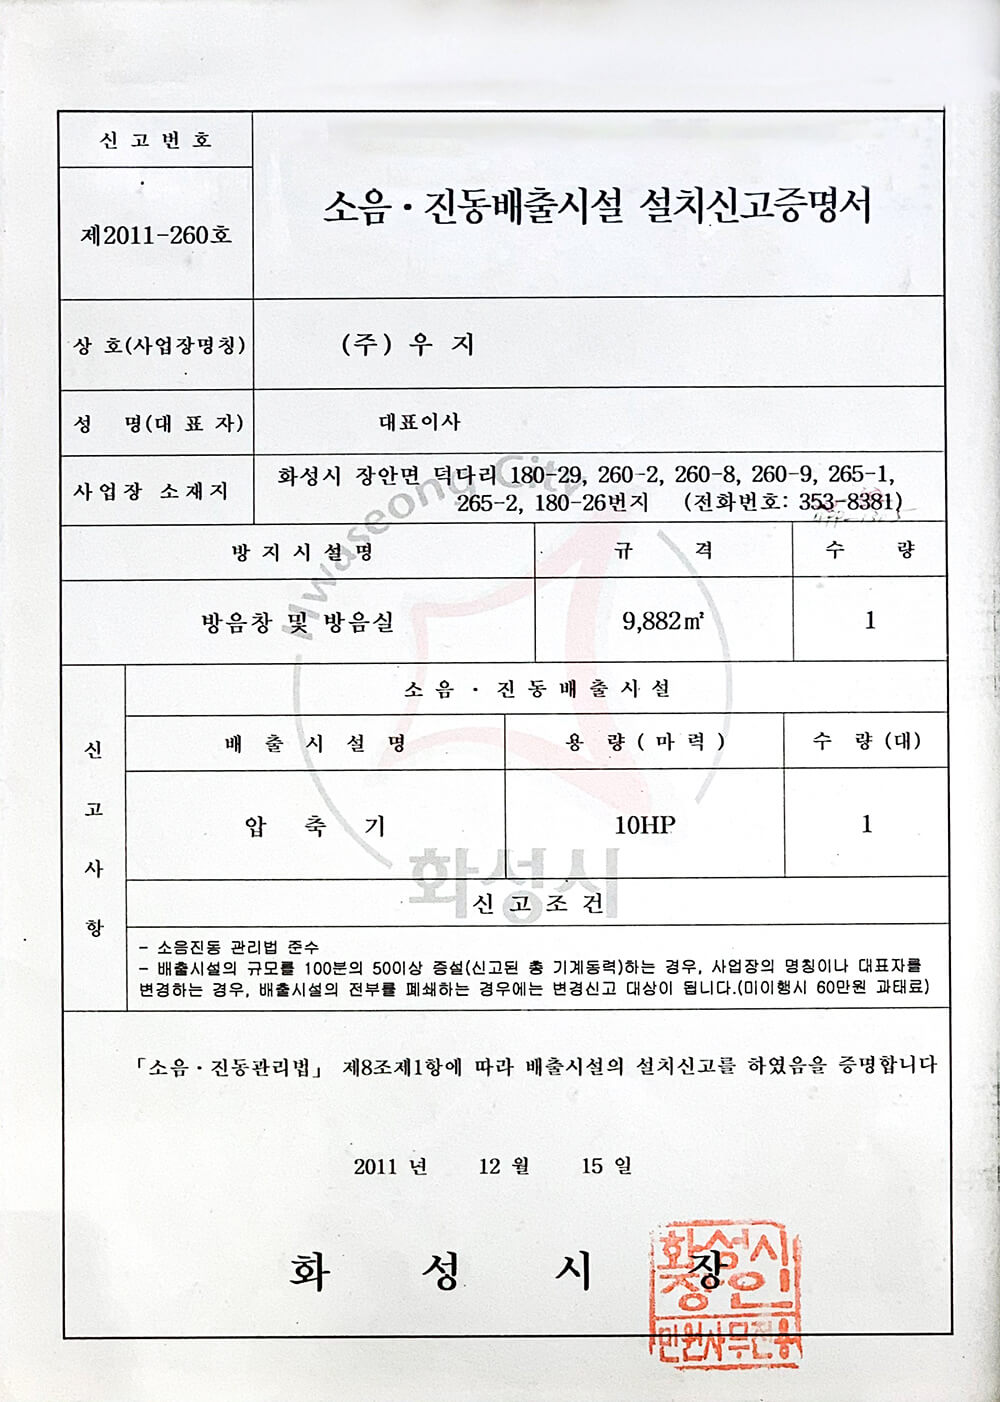 신 고 번 호
제2011-260호
소음·진동배출시설 설치신고증명서
상 호(사업장명칭)
(주) 우 지
성 명(대 표 자)
대표이사
사업장 소재지
화성시 장안면 덕다리 180-29, 260-2, 260-8, 260-9, 265-1,
265-2, 180-26번지 (전화번호: 353-8381)
Hwaseong City
방 지 시 설 명
규 격
수 량
방음창 및 방음실
9,882㎡
1
신 고 사 항
소 음 · 진 동 배 출 시 설
배 출 시 설 명
용 량 ( 마 력 )
수 량 (대)
압 축 기
10HP
1
화성시
신 고 조 건
- 소음진동 관리법 준수
- 배출시설의 규모를 100분의 50이상 증설(신고된 총 기계동력)하는 경우, 사업장의 명칭이나 대표자를
변경하는 경우, 배출시설의 전부를 폐쇄하는 경우에는 변경신고 대상이 됩니다.(미이행시 60만원 과태료)
「소음·진동관리법」 제8조제1항에 따라 배출시설의 설치신고를 하였음을 증명합니다
2011 년 12 월 15 일
화 성 시 장
화성시
장인
민원사무전용